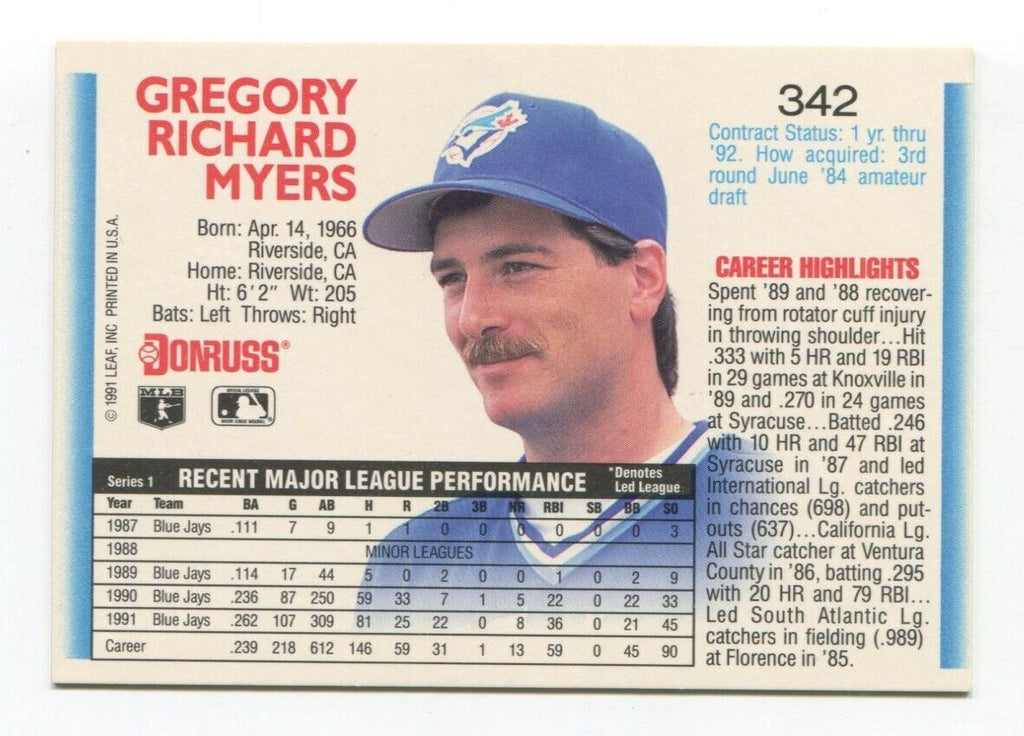 GREGORY
RICHARD
MYERS
Born: Apr. 14, 1966
Riverside, CA
Home: Riverside, CA
Ht: 6' 2" Wt: 205
Bats: Left Throws: Right
DONRUSS®
MLB
© 1991 LEAF, INC PRINTED IN U.S.A.
342
Contract Status: 1 yr. thru
'92. How acquired: 3rd
round June '84 amateur
draft
CAREER HIGHLIGHTS
Spent '89 and '88 recover-
ing from rotator cuff injury
in throwing shoulder...Hit
.333 with 5 HR and 19 RBI
in 29 games at Knoxville in
'89 and .270 in 24 games
at Syracuse...Batted .246
with 10 HR and 47 RBI at
Syracuse in '87 and led
International Lg. catchers
in chances (698) and put-
outs (637)...California Lg.
All Star catcher at Ventura
County in '86, batting .295
with 20 HR and 79 RBI...
Led South Atlantic Lg.
catchers in fielding (.989)
at Florence in '85.
Series 1 RECENT MAJOR LEAGUE PERFORMANCE *Denotes
Led League
Year Team BA G AB H R 2B 3B HR RBI SB BB SO
1987 Blue Jays .111 7 9 1 1 0 0 0 0 0 0 3
1988 MINOR LEAGUES
1989 Blue Jays .114 17 44 5 0 2 0 0 1 0 2 9
1990 Blue Jays .236 87 250 59 33 7 1 5 22 0 22 33
1991 Blue Jays .262 107 309 81 25 22 0 8 36 0 21 45
Career .239 218 612 146 59 31 1 13 59 0 45 90